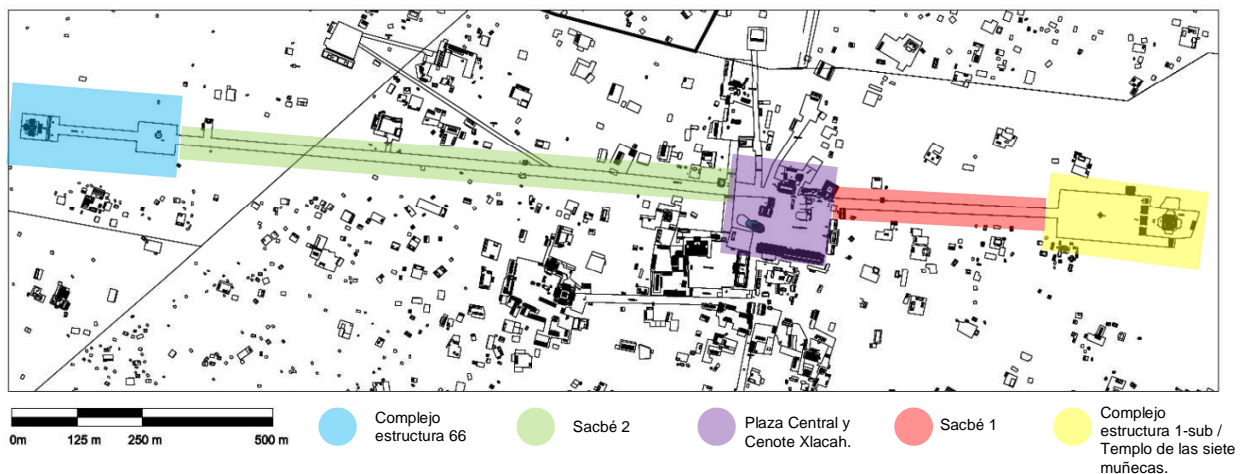 0m
125 m
250 m
500 m
Complejo
estructura 66
Sacbé 2
Plaza Central y
Cenote Xlacah.
Sacbé 1
Complejo
estructura 1-sub /
Templo de las siete
muñecas.